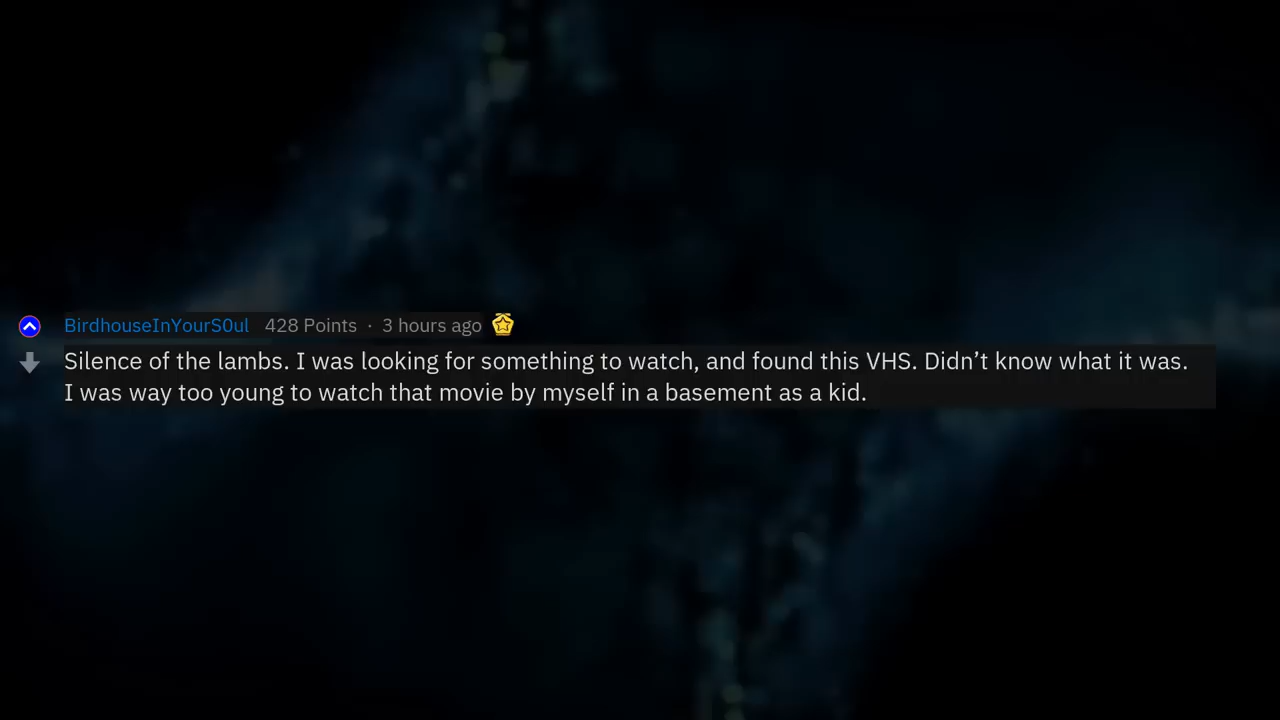 BirdhouseInYourS0ul 428 Points · 3 hours ago
Silence of the lambs. I was looking for something to watch, and found this VHS. Didn’t know what it was.
I was way too young to watch that movie by myself in a basement as a kid.